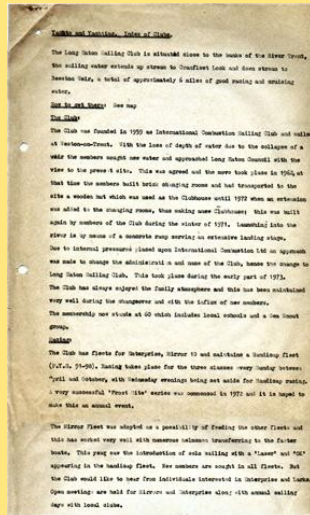 Yachts and Yachting. Index of Clubs.
The Long Eaton Sailing Club is situated close to the banks of the River Trent,
the sailing water extends up stream to Cranfleet Lock and down stream to
Beeston Weir, a total of approximately 6 miles of good racing and cruising
water.
How to get there: See map
The Club:
The Club was founded in 1959 as International Combustion Sailing Club and sailed
at Weston-on-Trent. With the loss of depth of water due to the collapse of a
weir the members sought new water and approached Long Eaton Council with the
view to the present site. This was agreed and the move took place in 1962, at
that time the members built brick changing rooms and had transported to the
site a wooden hut which was used as the Clubhouse until 1972 when an extension
was added to the changing rooms, thus making a new Clubhouse; this was built
again by members of the Club during the winter of 1971. Launching into the
river is by means of a concrete ramp serving an extensive landing stage.
Due to internal pressures placed upon International Combustion Ltd an approach
was made to change the administration and name of the Club, hence the change to
Long Eaton Sailing Club. This took place during the early part of 1973.
The Club has always enjoyed the family atmosphere and this has been maintained
very well during the changeover and with the influx of new members.
The membership now stands at 60 which includes local schools and a Sea Scout
group.
Racing:
The Club has fleets for Enterprise, Mirror 10 and maintains a Handicap fleet
(P.Y.N. 91-98). Racing takes place for the three classes every Sunday between
April and October, with Wednesday evenings being set aside for Handicap racing.
A very successful 'Frost Bite' series was commenced in 1972 and it is hoped to
make this an annual event.
The Mirror Fleet was adopted as a possibility of feeding the other fleets and
this has worked very well with numerous helmsmen transferring to the faster
boats. This year saw the introduction of solo sailing with a 'Laser' and 'OK'
appearing in the handicap fleet. New members are sought in all fleets. But
the Club would like to hear from individuals interested in Enterprise and Larks.
Open meetings are held for Mirrors and Enterprise along with annual sailing
days with local clubs.